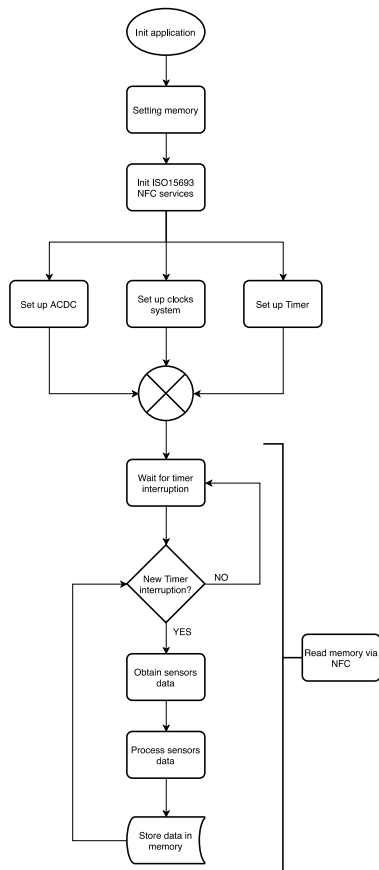 Init application
Setting memory
Init ISO15693
NFC services
Set up ACDC
Set up clocks
system
Set up Timer
Wait for timer
interruption
New Timer
interruption?
NO
YES
Obtain sensors
data
Read memory via
NFC
Process sensors
data
Store data in
memory